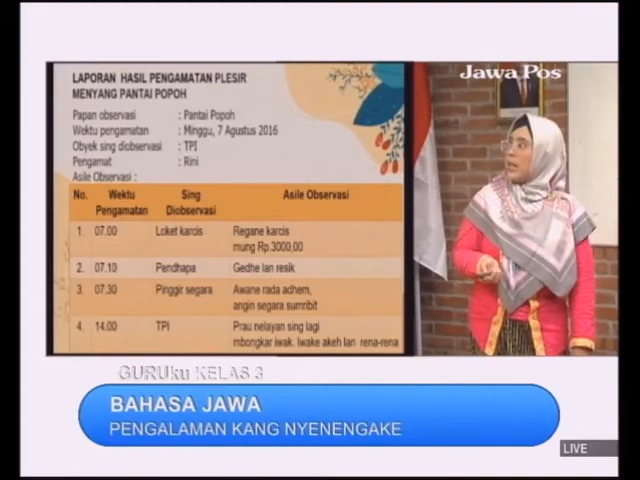 Jawa Pos
LAPORAN HASIL PENGAMATAN PLESIR
MENYANG PANTAI POPOH
Papan observasi : Pantai Popoh
Wektu pengamatan : Minggu, 7 Agustus 2016
Obyek sing diobservasi : TPI
Pengamat : Rini
Asile Observasi :
No. Wektu Pengamatan Sing Diobservasi Asile Observasi
1. 07.00 Loket karcis Regane karcis
mung Rp.3000,00
2. 07.10 Pendhapa Gedhe lan resik
3. 07.30 Pinggir segara Awane rada adhem,
angin segara sumribit
4. 14.00 TPI Prau nelayan sing lagi
mbongkar iwak. Iwake akeh lan rena-rena
GURUku KELAS 3
BAHASA JAWA
PENGALAMAN KANG NYENENGAKE
LIVE